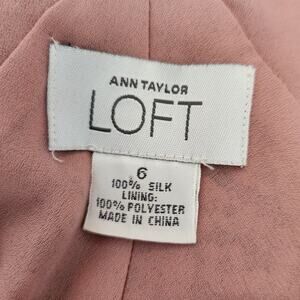 ANN TAYLOR
LOFT
6
100% SILK
LINING:
100% POLYESTER
MADE IN CHINA